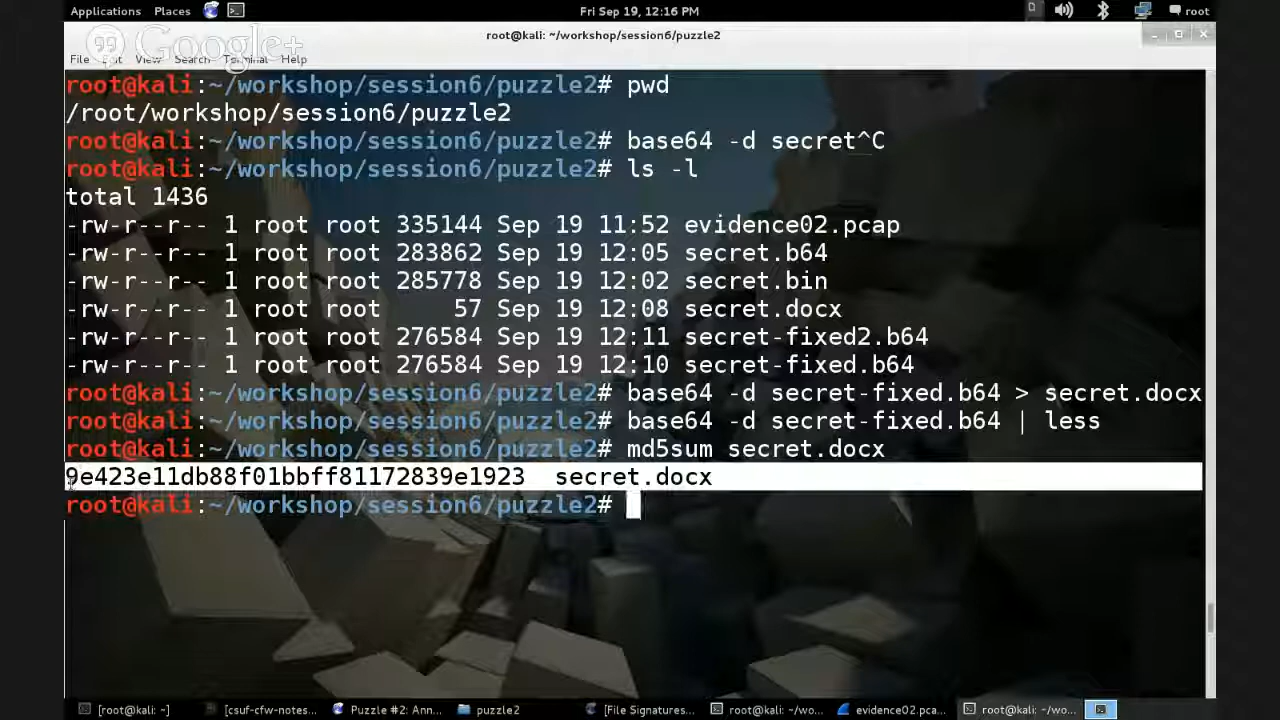 Applications Places Fri Sep 19, 12:16 PM root
root@kali: ~/workshop/session6/puzzle2
Google+
File Edit View Search Terminal Help
root@kali:~/workshop/session6/puzzle2# pwd
/root/workshop/session6/puzzle2
root@kali:~/workshop/session6/puzzle2# base64 -d secret^C
root@kali:~/workshop/session6/puzzle2# ls -l
total 1436
-rw-r--r-- 1 root root 335144 Sep 19 11:52 evidence02.pcap
-rw-r--r-- 1 root root 283862 Sep 19 12:05 secret.b64
-rw-r--r-- 1 root root 285778 Sep 19 12:02 secret.bin
-rw-r--r-- 1 root root     57 Sep 19 12:08 secret.docx
-rw-r--r-- 1 root root 276584 Sep 19 12:11 secret-fixed2.b64
-rw-r--r-- 1 root root 276584 Sep 19 12:10 secret-fixed.b64
root@kali:~/workshop/session6/puzzle2# base64 -d secret-fixed.b64 > secret.docx
root@kali:~/workshop/session6/puzzle2# base64 -d secret-fixed.b64 | less
root@kali:~/workshop/session6/puzzle2# md5sum secret.docx
9e423e11db88f01bbff81172839e1923  secret.docx
root@kali:~/workshop/session6/puzzle2#
[root@kali: ~] [csuf-cfw-notes... Puzzle #2: Ann... puzzle2 [File Signatures... root@kali: ~/wo... evidence02.pca... root@kali: ~/wo...